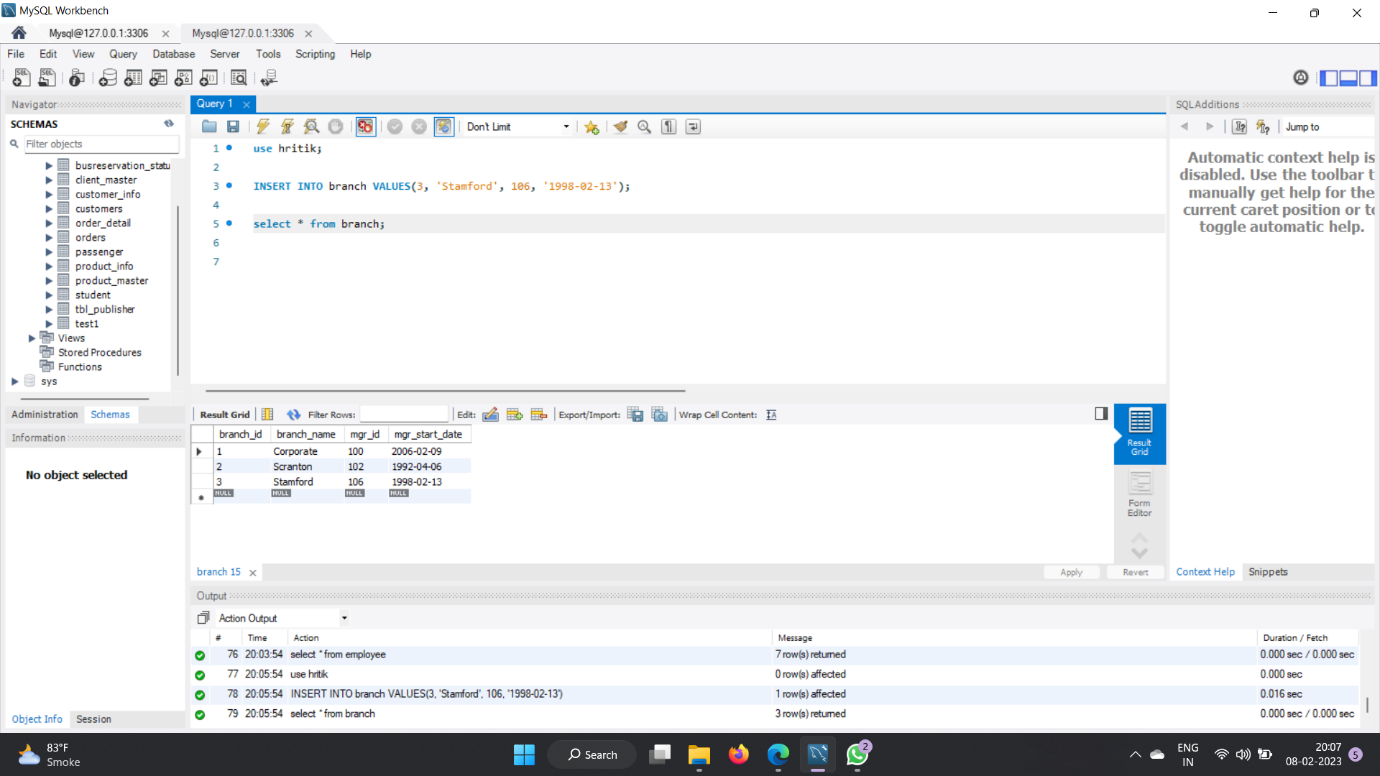 MySQL Workbench
Mysql@127.0.0.1:3306 Mysql@127.0.0.1:3306
File Edit View Query Database Server Tools Scripting Help
Navigator
SCHEMAS
Filter objects
busreservation_statu
client_master
customer_info
customers
order_detail
orders
passenger
product_info
product_master
student
tbl_publisher
test1
Views
Stored Procedures
Functions
sys
Administration Schemas
Information
No object selected
Object Info Session
Query 1
Don't Limit
1 use hritik;
2
3 INSERT INTO branch VALUES(3, 'Stamford', 106, '1998-02-13');
4
5 select * from branch;
6
7
Result Grid Filter Rows: Edit: Export/Import: Wrap Cell Content:
branch_id branch_name mgr_id mgr_start_date
1 Corporate 100 2006-02-09
2 Scranton 102 1992-04-06
3 Stamford 106 1998-02-13
NULL NULL NULL NULL
Result
Grid
Form
Editor
branch 15
Apply Revert
SQLAdditions
Jump to
Automatic context help is
disabled. Use the toolbar t
manually get help for the
current caret position or to
toggle automatic help.
Context Help Snippets
Output
Action Output
# Time Action Message Duration / Fetch
76 20:03:54 select * from employee 7 row(s) returned 0.000 sec / 0.000 sec
77 20:05:54 use hritik 0 row(s) affected 0.000 sec
78 20:05:54 INSERT INTO branch VALUES(3, 'Stamford', 106, '1998-02-13') 1 row(s) affected 0.016 sec
79 20:05:54 select * from branch 3 row(s) returned 0.000 sec / 0.000 sec
83°F
Smoke
Search
2
ENG
IN
20:07
08-02-2023
5